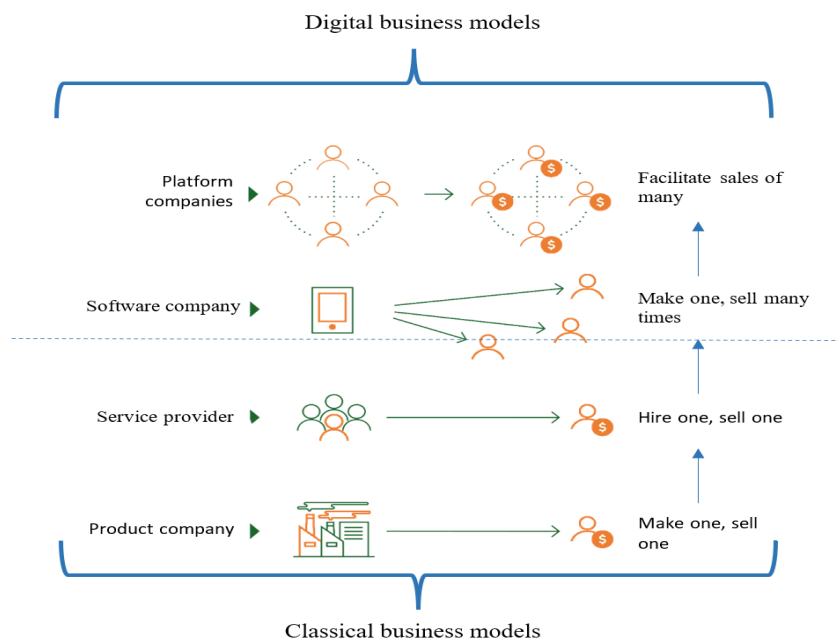 Digital business models
Platform
companies
$
$
$
$
Facilitate sales of
many
Software company
Make one, sell many
times
Service provider
$
Hire one, sell one
Product company
$
Make one, sell
one
Classical business models